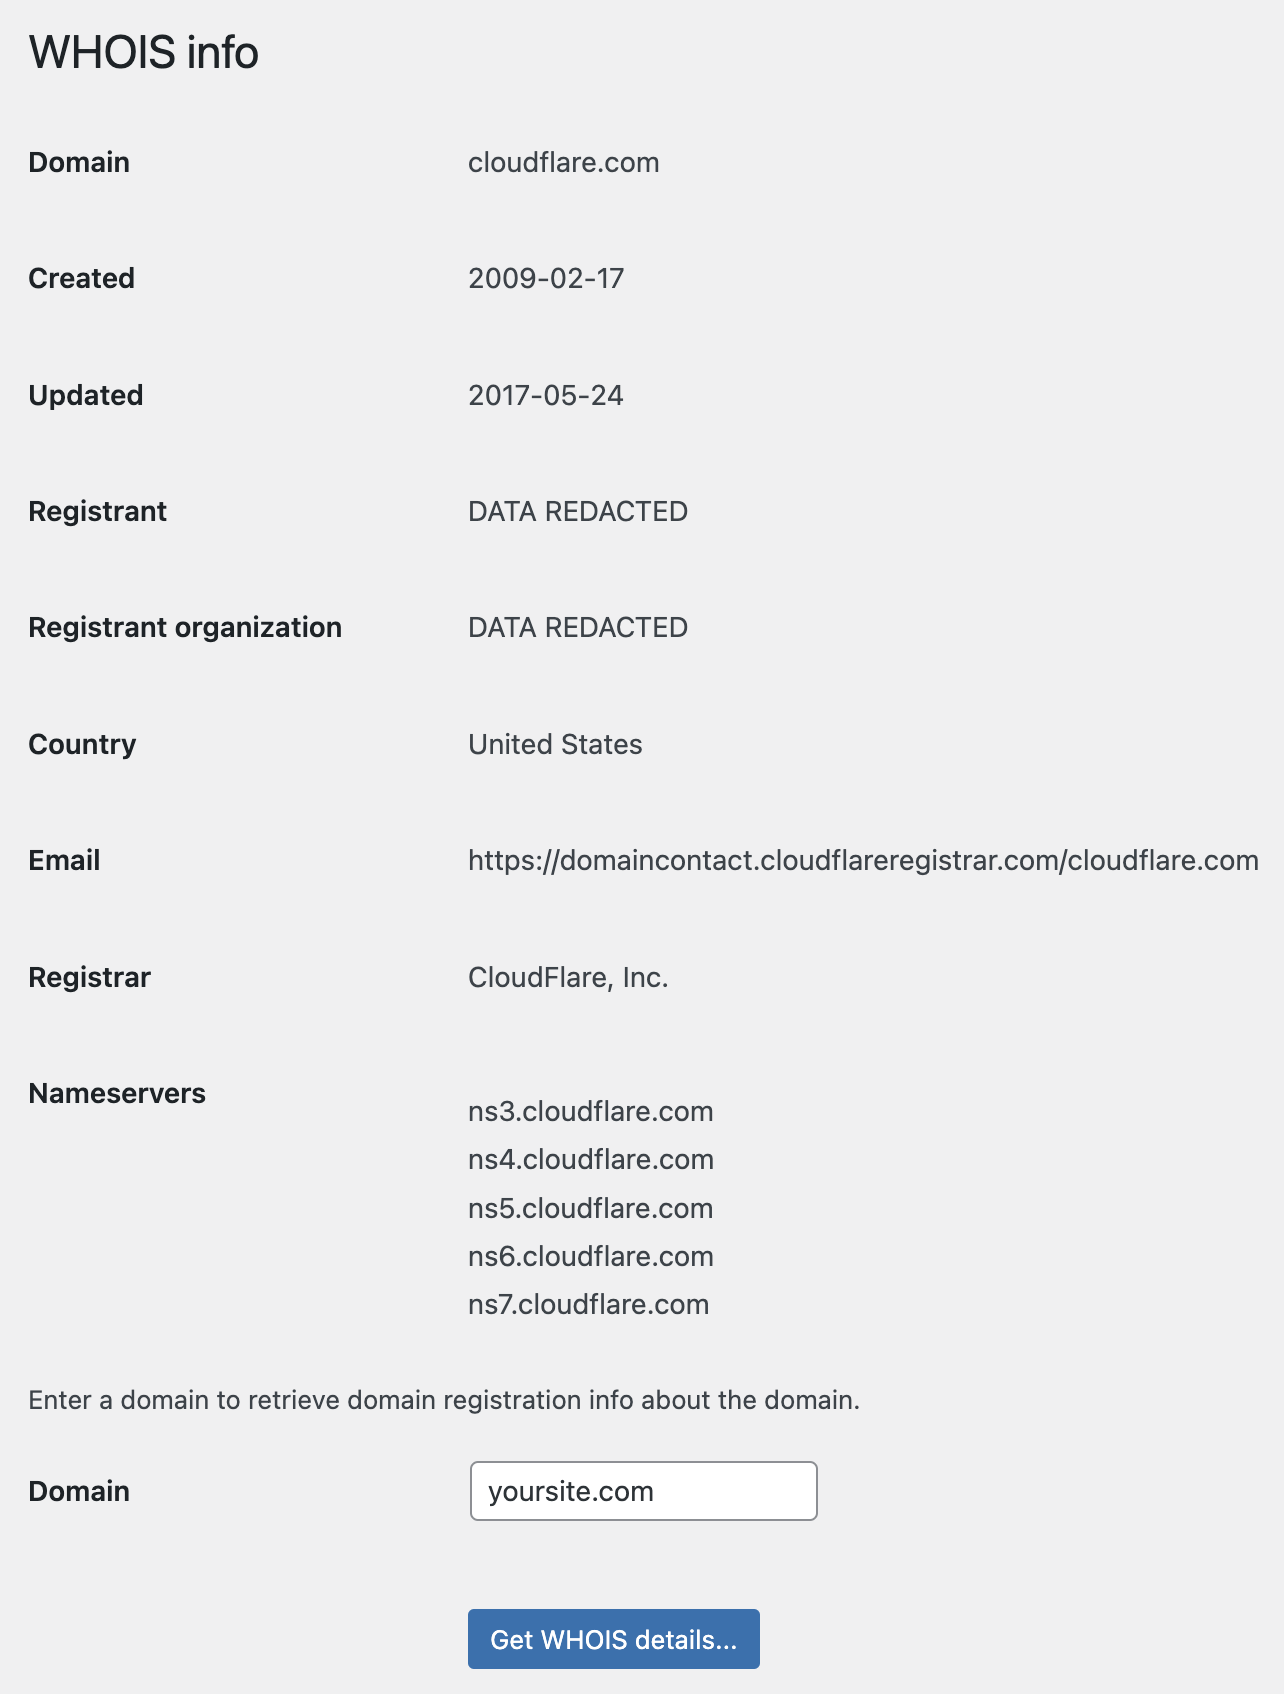 WHOIS info
Domain cloudflare.com
Created 2009-02-17
Updated 2017-05-24
Registrant DATA REDACTED
Registrant organization DATA REDACTED
Country United States
Email https://domaincontact.cloudflareregistrar.com/cloudflare.com
Registrar CloudFlare, Inc.
Nameservers
ns3.cloudflare.com
ns4.cloudflare.com
ns5.cloudflare.com
ns6.cloudflare.com
ns7.cloudflare.com
Enter a domain to retrieve domain registration info about the domain.
Domain yoursite.com
Get WHOIS details...